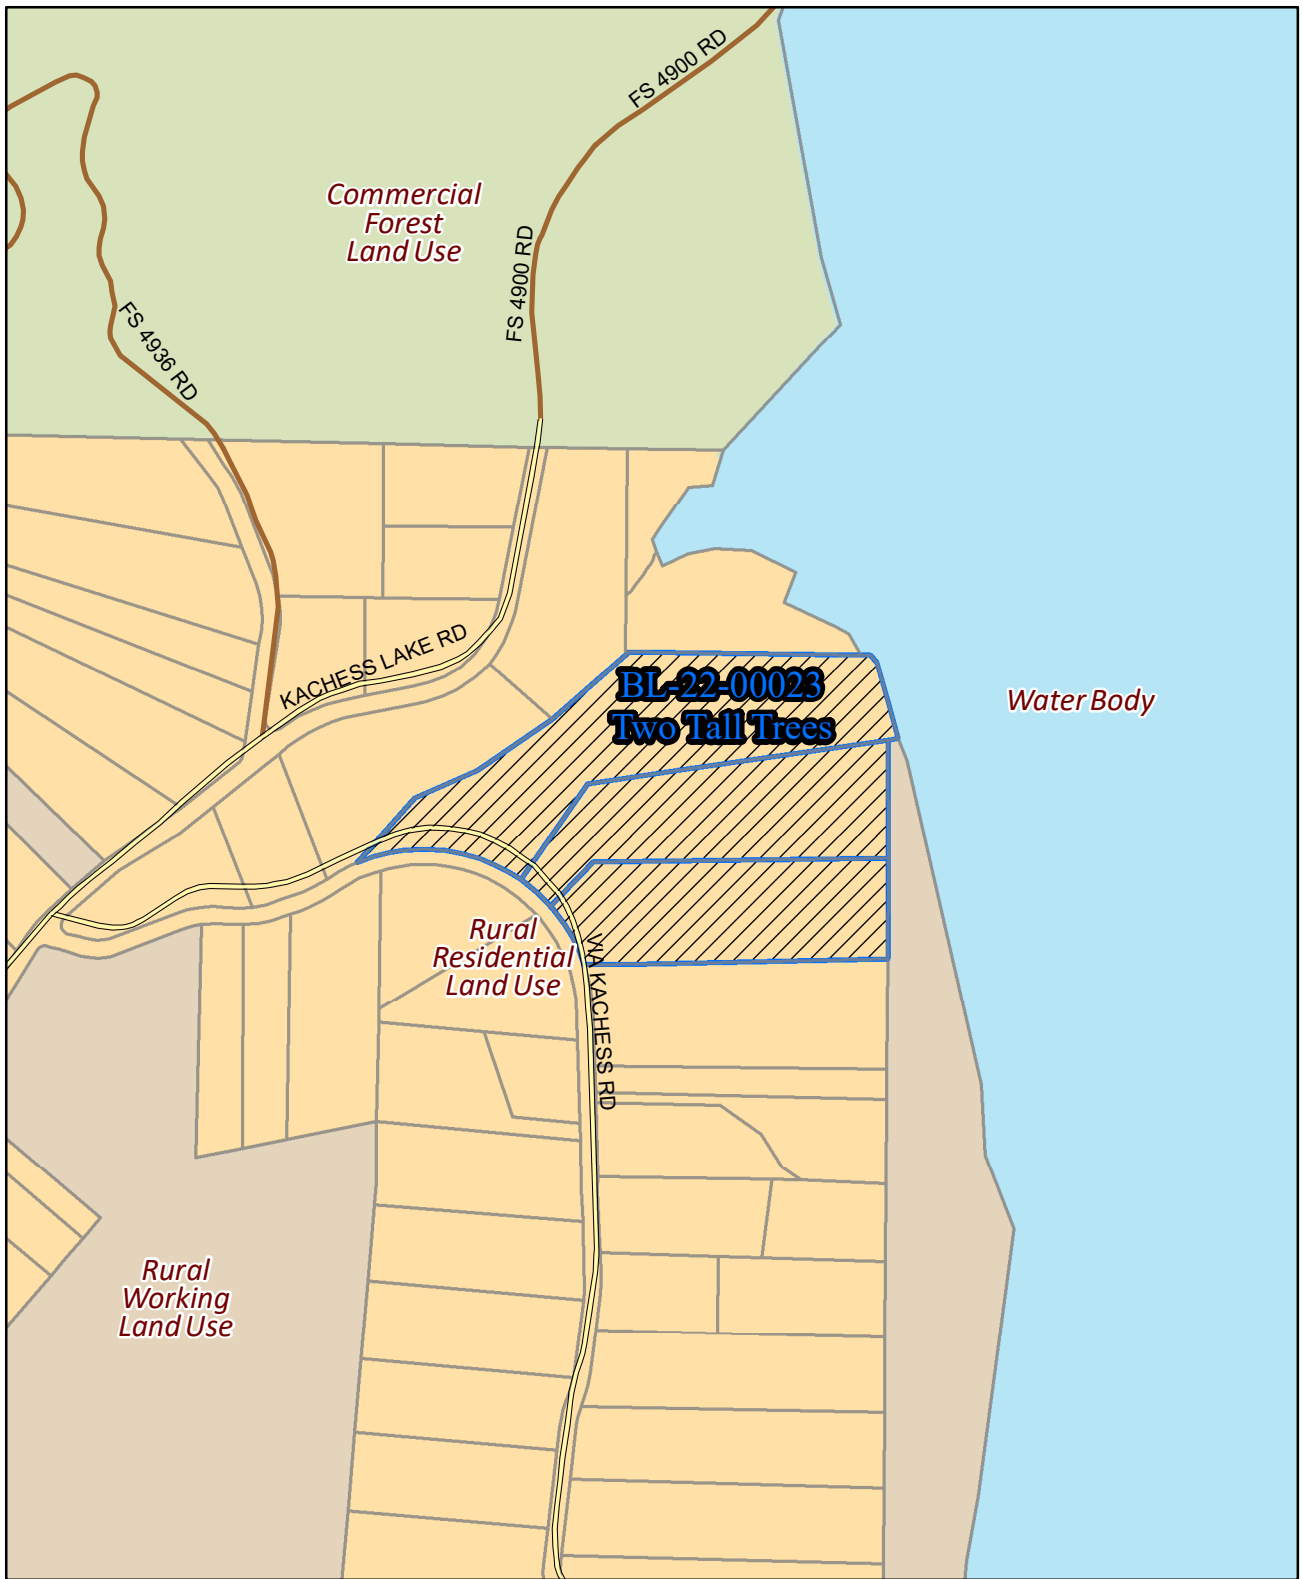 FS 4900 RD
Commercial
Forest
Land Use
FS 4900 RD
FS 4936 RD
KACHESS LAKE RD
BL-22-00023
Two Tall Trees
Water Body
Rural
Residential
Land Use
VIA KACHESS RD
Rural
Working
Land Use